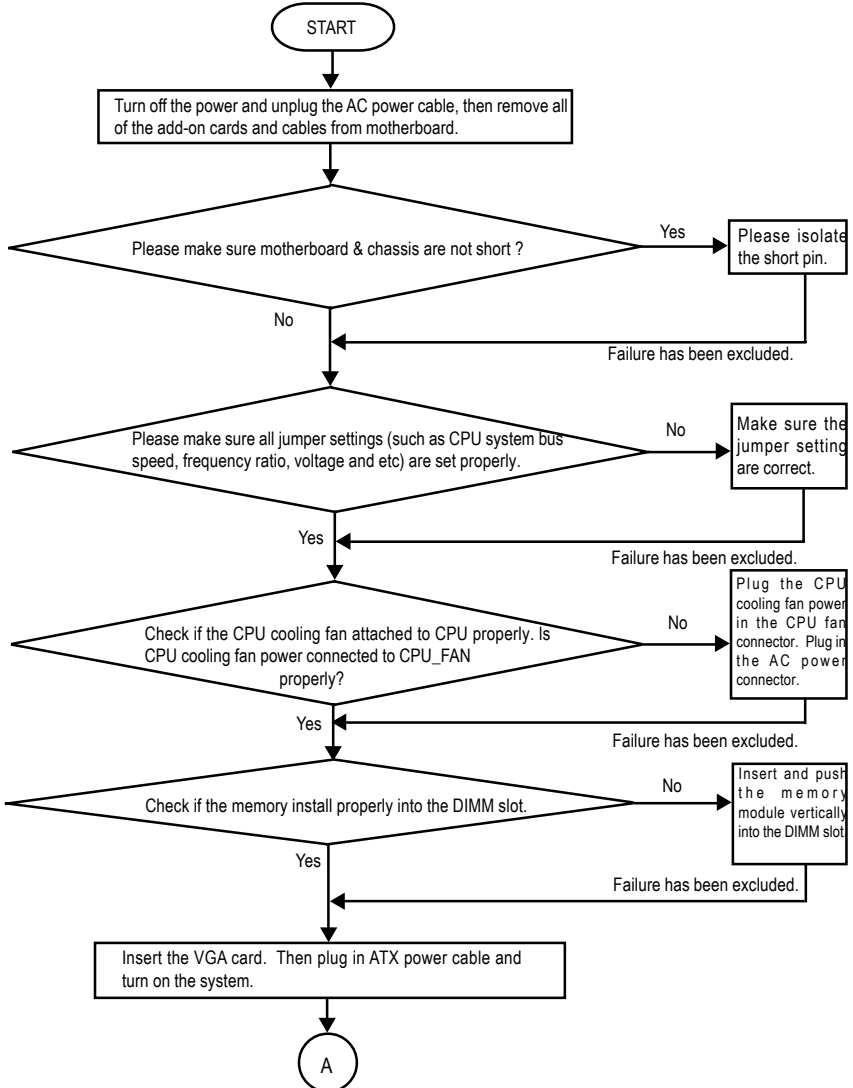 START
Turn off the power and unplug the AC power cable, then remove all
of the add-on cards and cables from motherboard.
Please make sure motherboard & chassis are not short ?
Yes
Please isolate
the short pin.
No
Failure has been excluded.
Please make sure all jumper settings (such as CPU system bus
speed, frequency ratio, voltage and etc) are set properly.
No
Make sure the
jumper setting
are correct.
Yes
Failure has been excluded.
Check if the CPU cooling fan attached to CPU properly. Is
CPU cooling fan power connected to CPU_FAN
properly?
No
Plug the CPU
cooling fan power
in the CPU fan
connector. Plug in
the AC power
connector.
Yes
Failure has been excluded.
Check if the memory install properly into the DIMM slot.
No
Insert and push
the memory
module vertically
into the DIMM slot.
Yes
Failure has been excluded.
Insert the VGA card. Then plug in ATX power cable and
turn on the system.
A